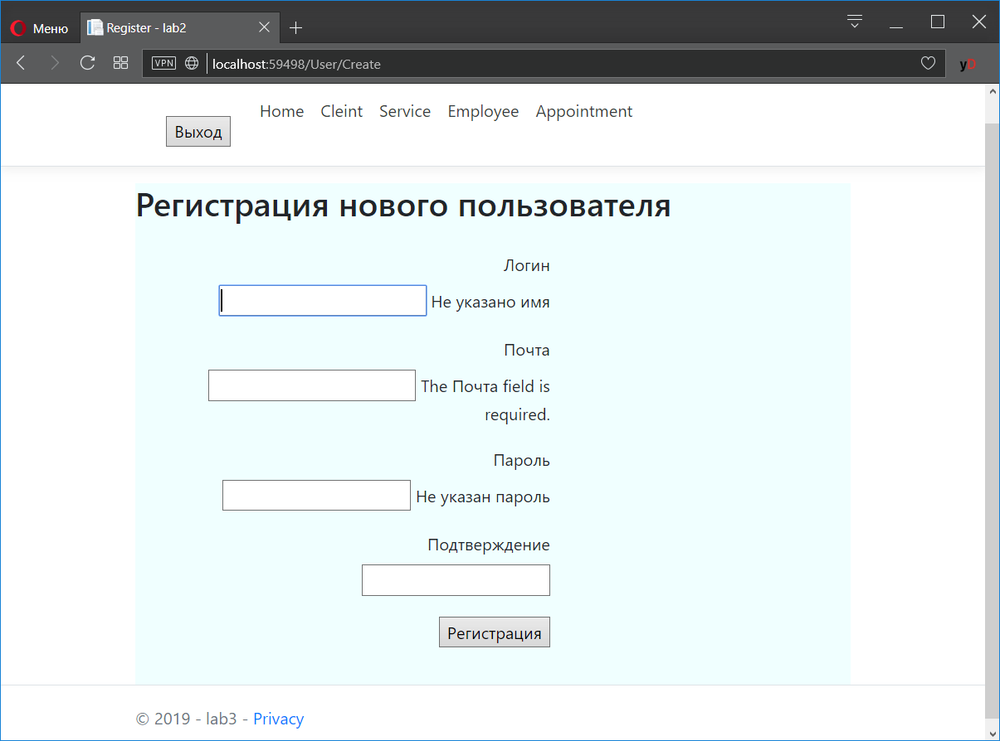 Меню
Register - lab2
VPN
localhost:59498/User/Create
yD
Home Cleint Service Employee Appointment
Выход
Регистрация нового пользователя
Логин
Не указано имя
Почта
The Почта field is
required.
Пароль
Не указан пароль
Подтверждение
Регистрация
© 2019 - lab3 - Privacy